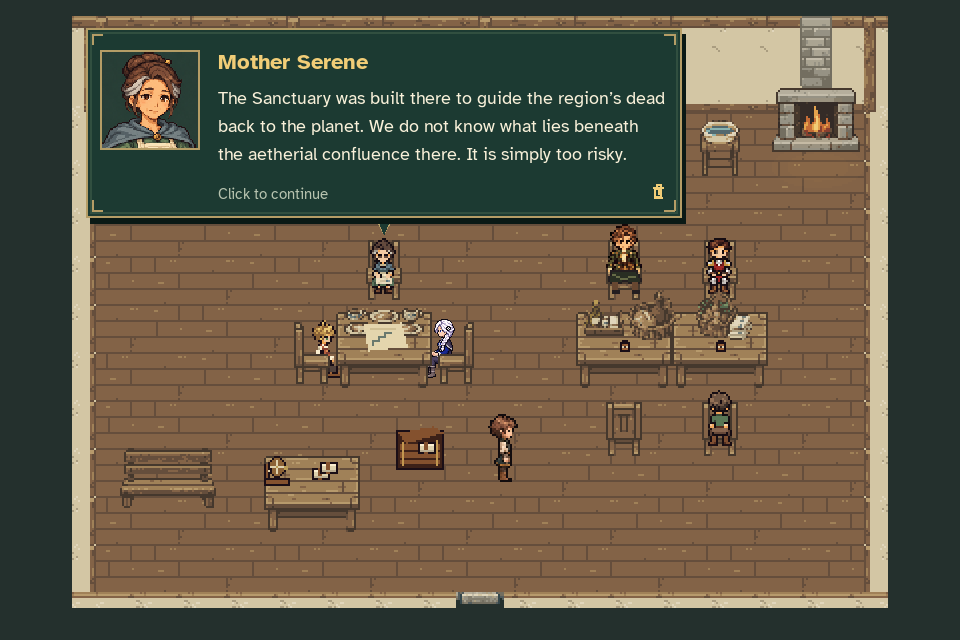 Mother Serene
The Sanctuary was built there to guide the region's dead
back to the planet. We do not know what lies beneath
the aetherial confluence there. It is simply too risky.
Click to continue